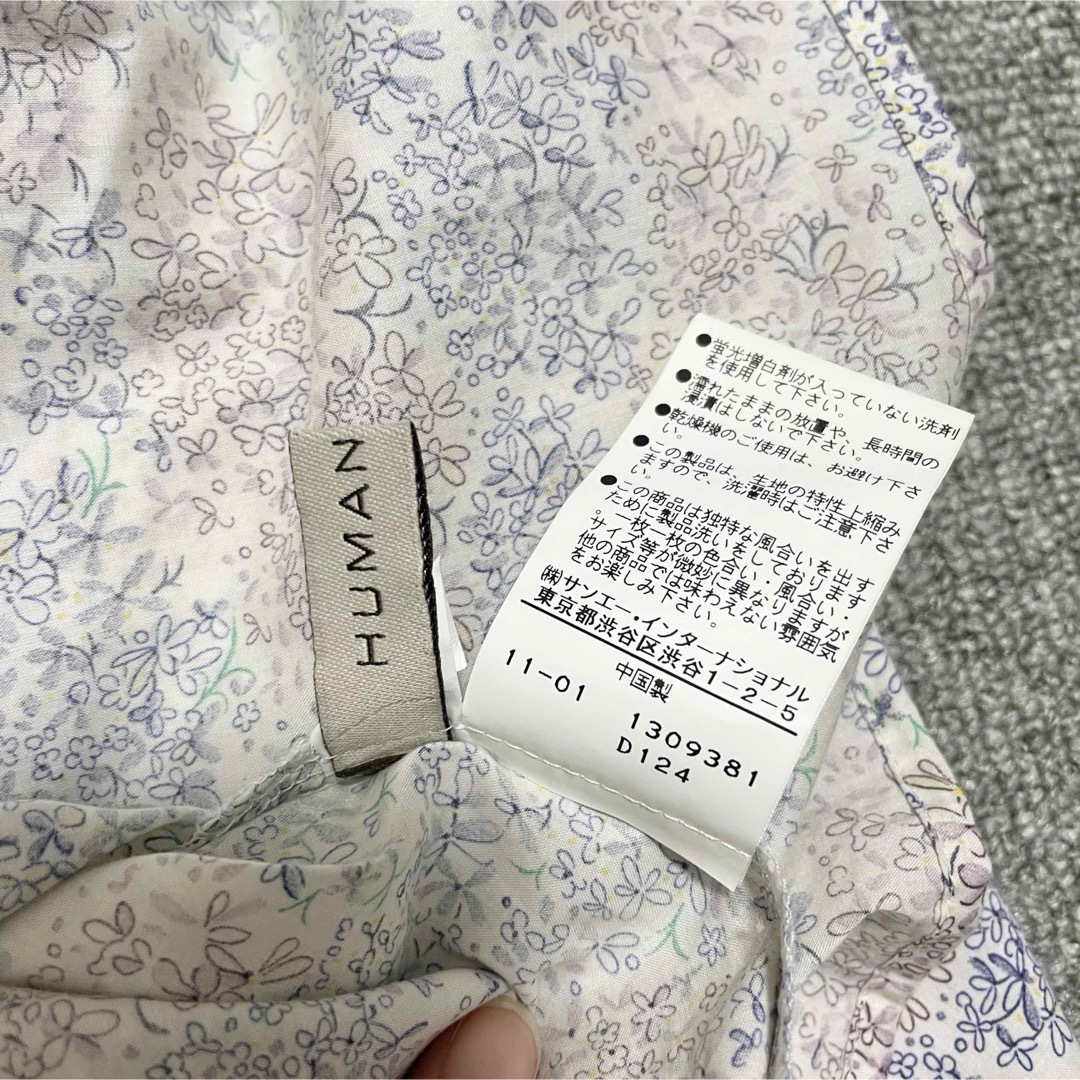 HUMAN
●蛍光増白剤が入っていない洗剤
を使用して下さい。
●濡れたままの放置や、長時間の
浸漬はしないで下さい。
●乾燥機のご使用は、お避け下さ
い。
●この製品は、生地の特性上縮み
ますので、洗濯時はご注意下さ
い。
●この商品は独特な風合いを出す
ために製品洗いをしております
。一枚一枚の色合い・風合い・
サイズ等が微妙に異なりますが
他の商品では味わえない雰囲気
をお楽しみ下さい。
㈱サンエー・インターナショナル
東京都渋谷区渋谷1-2-5
中国製
11-01
1309381
D124